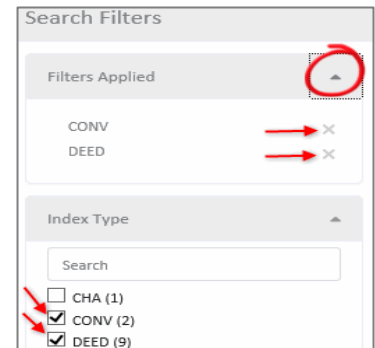 Search Filters
Filters Applied
CONV
DEED
Index Type
Search
CHA (1)
CONV (2)
DEED (9)